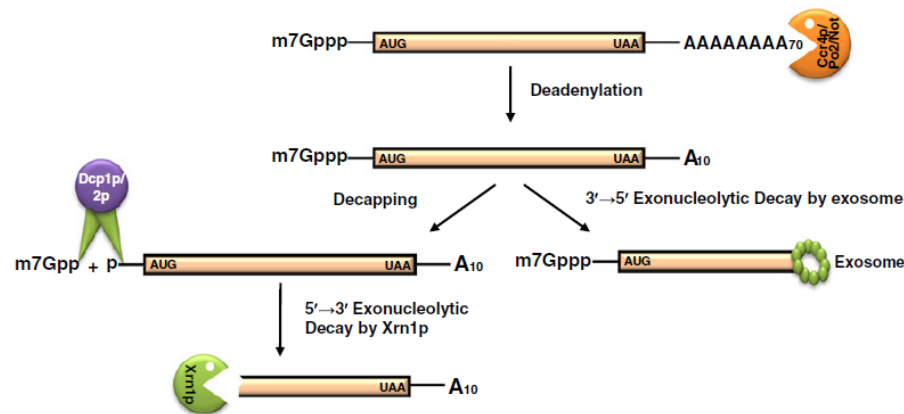 m7Gppp AUG UAA AAAAAAAA70 Ccr4p/
Po2/Not
Deadenylation
m7Gppp AUG UAA A10
Dcp1p/
2p
Decapping
3′→5′ Exonucleolytic Decay by exosome
m7Gpp + p AUG UAA A10
m7Gppp AUG Exosome
5′→3′ Exonucleolytic
Decay by Xrn1p
Xrn1p UAA A10